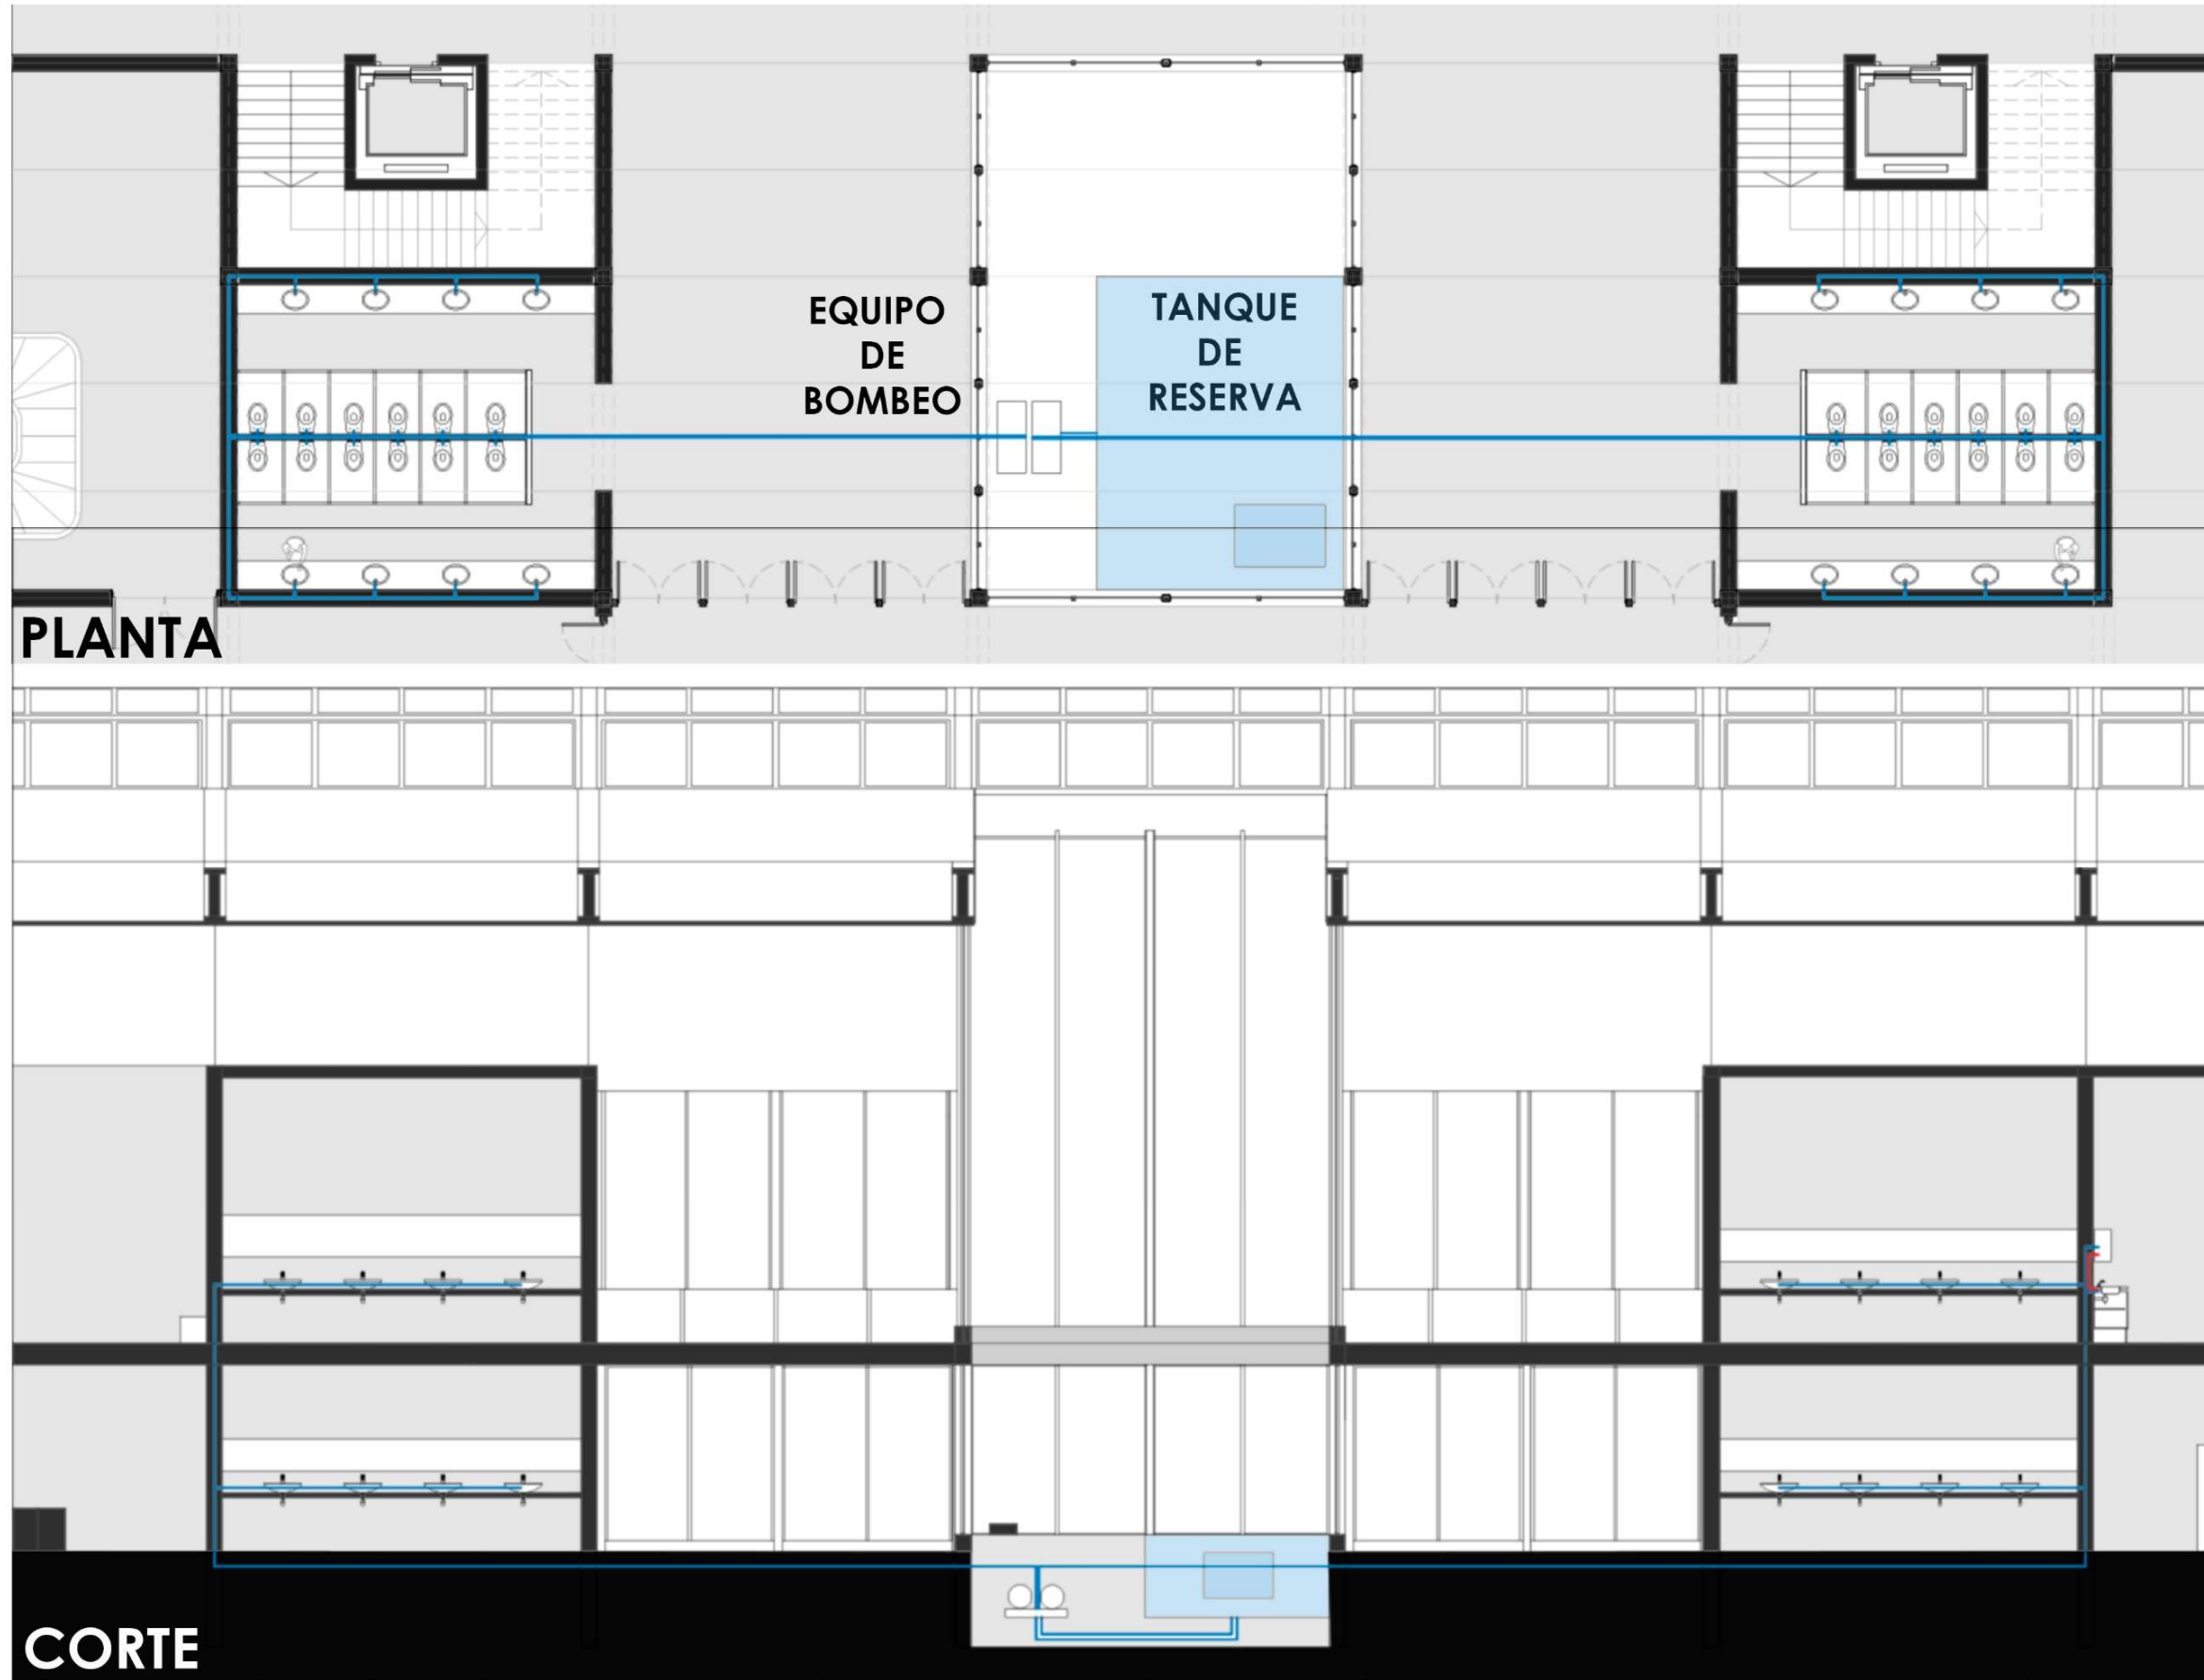 EQUIPO
DE
BOMBEO
TANQUE
DE
RESERVA
PLANTA
CORTE